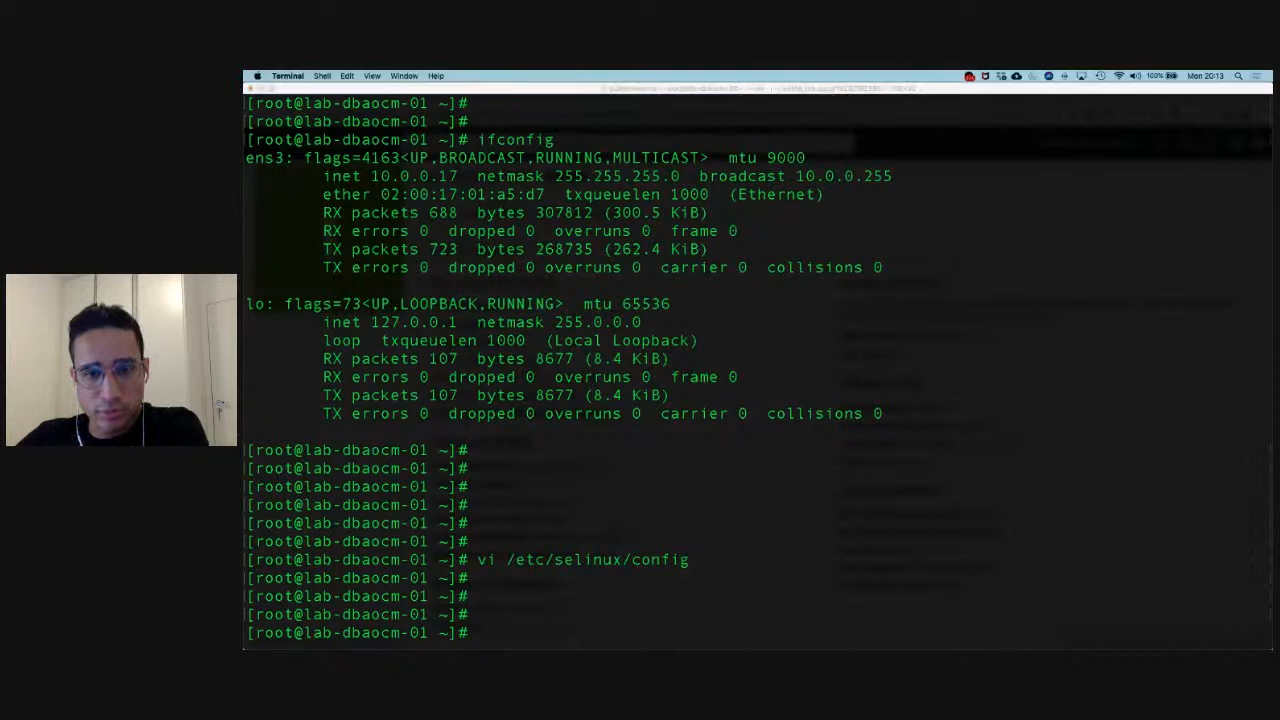 Terminal Shell Edit View Window Help 100% Mon 20:13
[root@lab-dbaocm-01 ~]#
[root@lab-dbaocm-01 ~]#
[root@lab-dbaocm-01 ~]# ifconfig
ens3: flags=4163<UP,BROADCAST,RUNNING,MULTICAST>  mtu 9000
        inet 10.0.0.17  netmask 255.255.255.0  broadcast 10.0.0.255
        ether 02:00:17:01:a5:d7  txqueuelen 1000  (Ethernet)
        RX packets 688  bytes 307812 (300.5 KiB)
        RX errors 0  dropped 0  overruns 0  frame 0
        TX packets 723  bytes 268735 (262.4 KiB)
        TX errors 0  dropped 0 overruns 0  carrier 0  collisions 0
lo: flags=73<UP,LOOPBACK,RUNNING>  mtu 65536
        inet 127.0.0.1  netmask 255.0.0.0
        loop  txqueuelen 1000  (Local Loopback)
        RX packets 107  bytes 8677 (8.4 KiB)
        RX errors 0  dropped 0  overruns 0  frame 0
        TX packets 107  bytes 8677 (8.4 KiB)
        TX errors 0  dropped 0 overruns 0  carrier 0  collisions 0
[root@lab-dbaocm-01 ~]#
[root@lab-dbaocm-01 ~]#
[root@lab-dbaocm-01 ~]#
[root@lab-dbaocm-01 ~]#
[root@lab-dbaocm-01 ~]#
[root@lab-dbaocm-01 ~]#
[root@lab-dbaocm-01 ~]# vi /etc/selinux/config
[root@lab-dbaocm-01 ~]#
[root@lab-dbaocm-01 ~]#
[root@lab-dbaocm-01 ~]#
[root@lab-dbaocm-01 ~]#